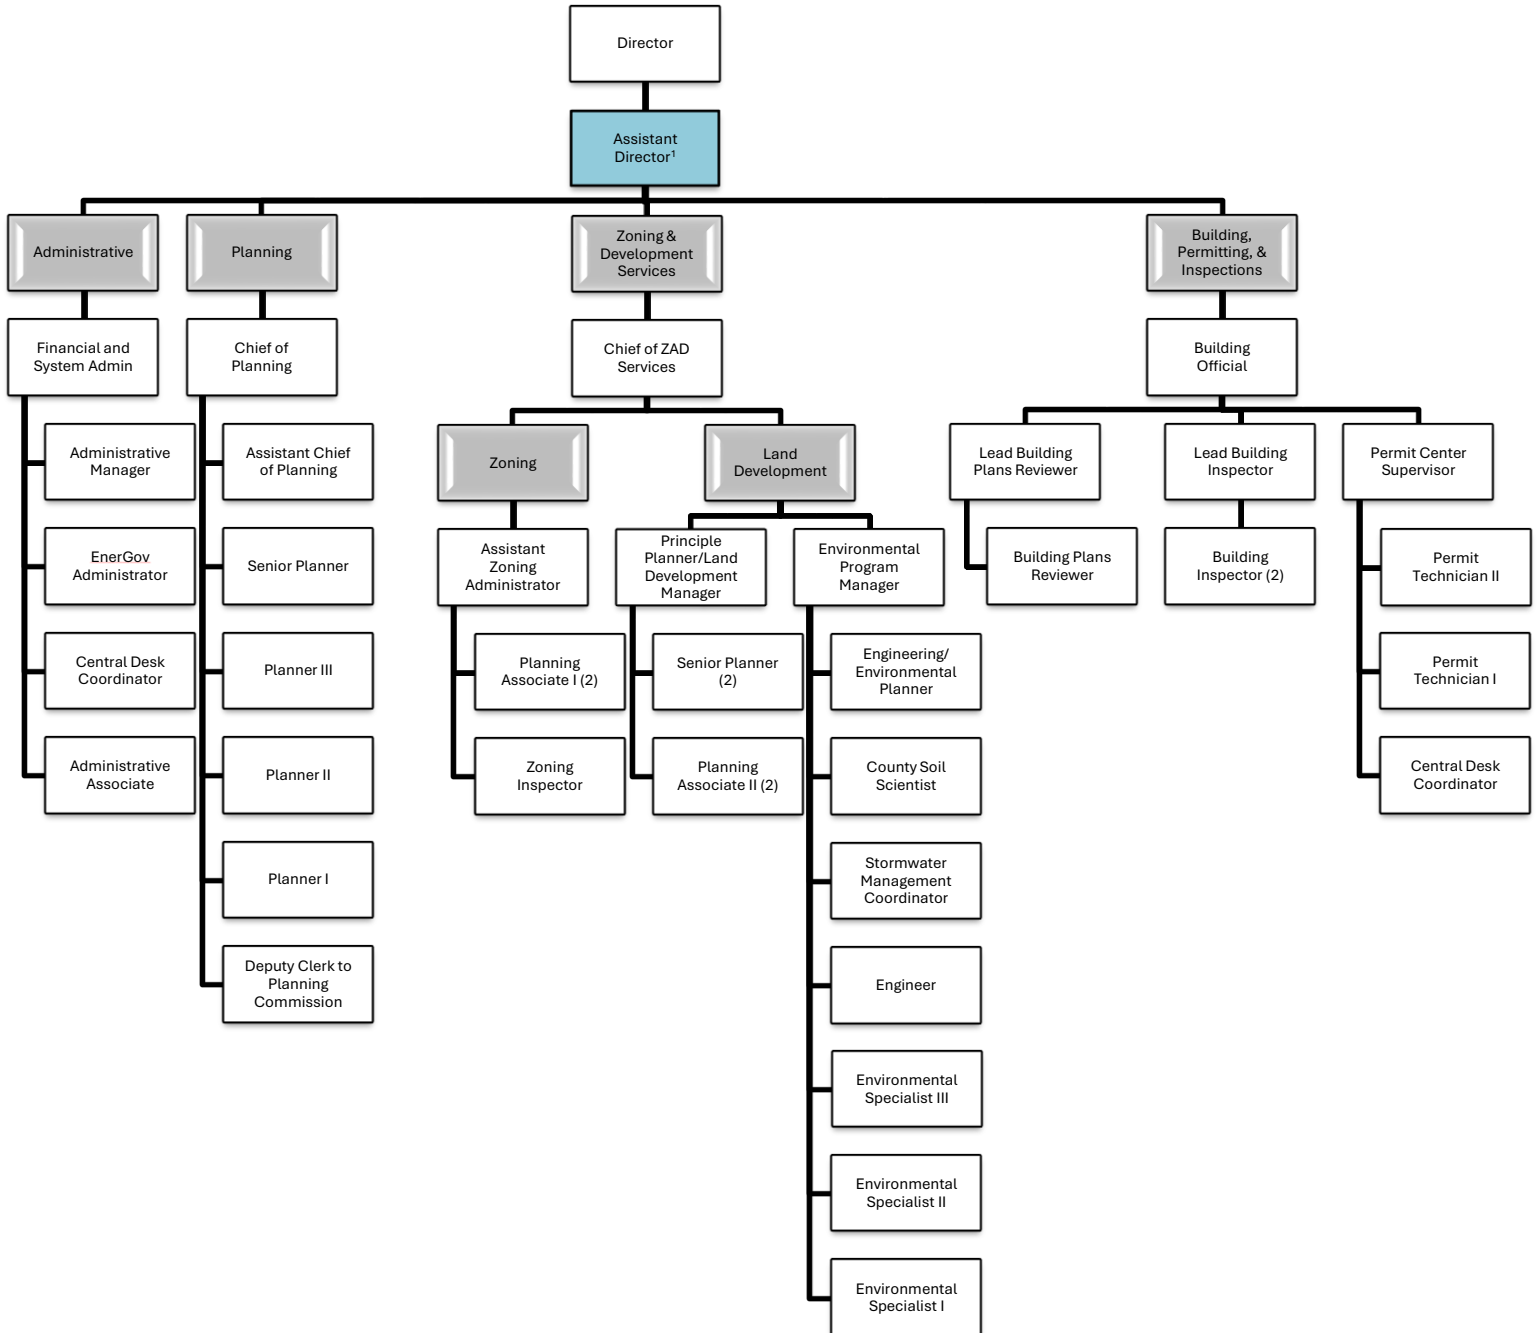 Director
Assistant
Director¹
Administrative
Planning
Zoning &
Development
Services
Building,
Permitting, &
Inspections
Financial and
System Admin
Chief of
Planning
Chief of ZAD
Services
Building
Official
Administrative
Manager
Assistant Chief
of Planning
Zoning
Land
Development
Lead Building
Plans Reviewer
Lead Building
Inspector
Permit Center
Supervisor
EnerGov
Administrator
Senior Planner
Assistant
Zoning
Administrator
Principle
Planner/Land
Development
Manager
Environmental
Program
Manager
Building Plans
Reviewer
Building
Inspector (2)
Permit
Technician II
Central Desk
Coordinator
Planner III
Planning
Associate I (2)
Senior Planner
(2)
Engineering/
Environmental
Planner
Permit
Technician I
Administrative
Associate
Planner II
Zoning
Inspector
Planning
Associate II (2)
County Soil
Scientist
Central Desk
Coordinator
Planner I
Stormwater
Management
Coordinator
Deputy Clerk to
Planning
Commission
Engineer
Environmental
Specialist III
Environmental
Specialist II
Environmental
Specialist I